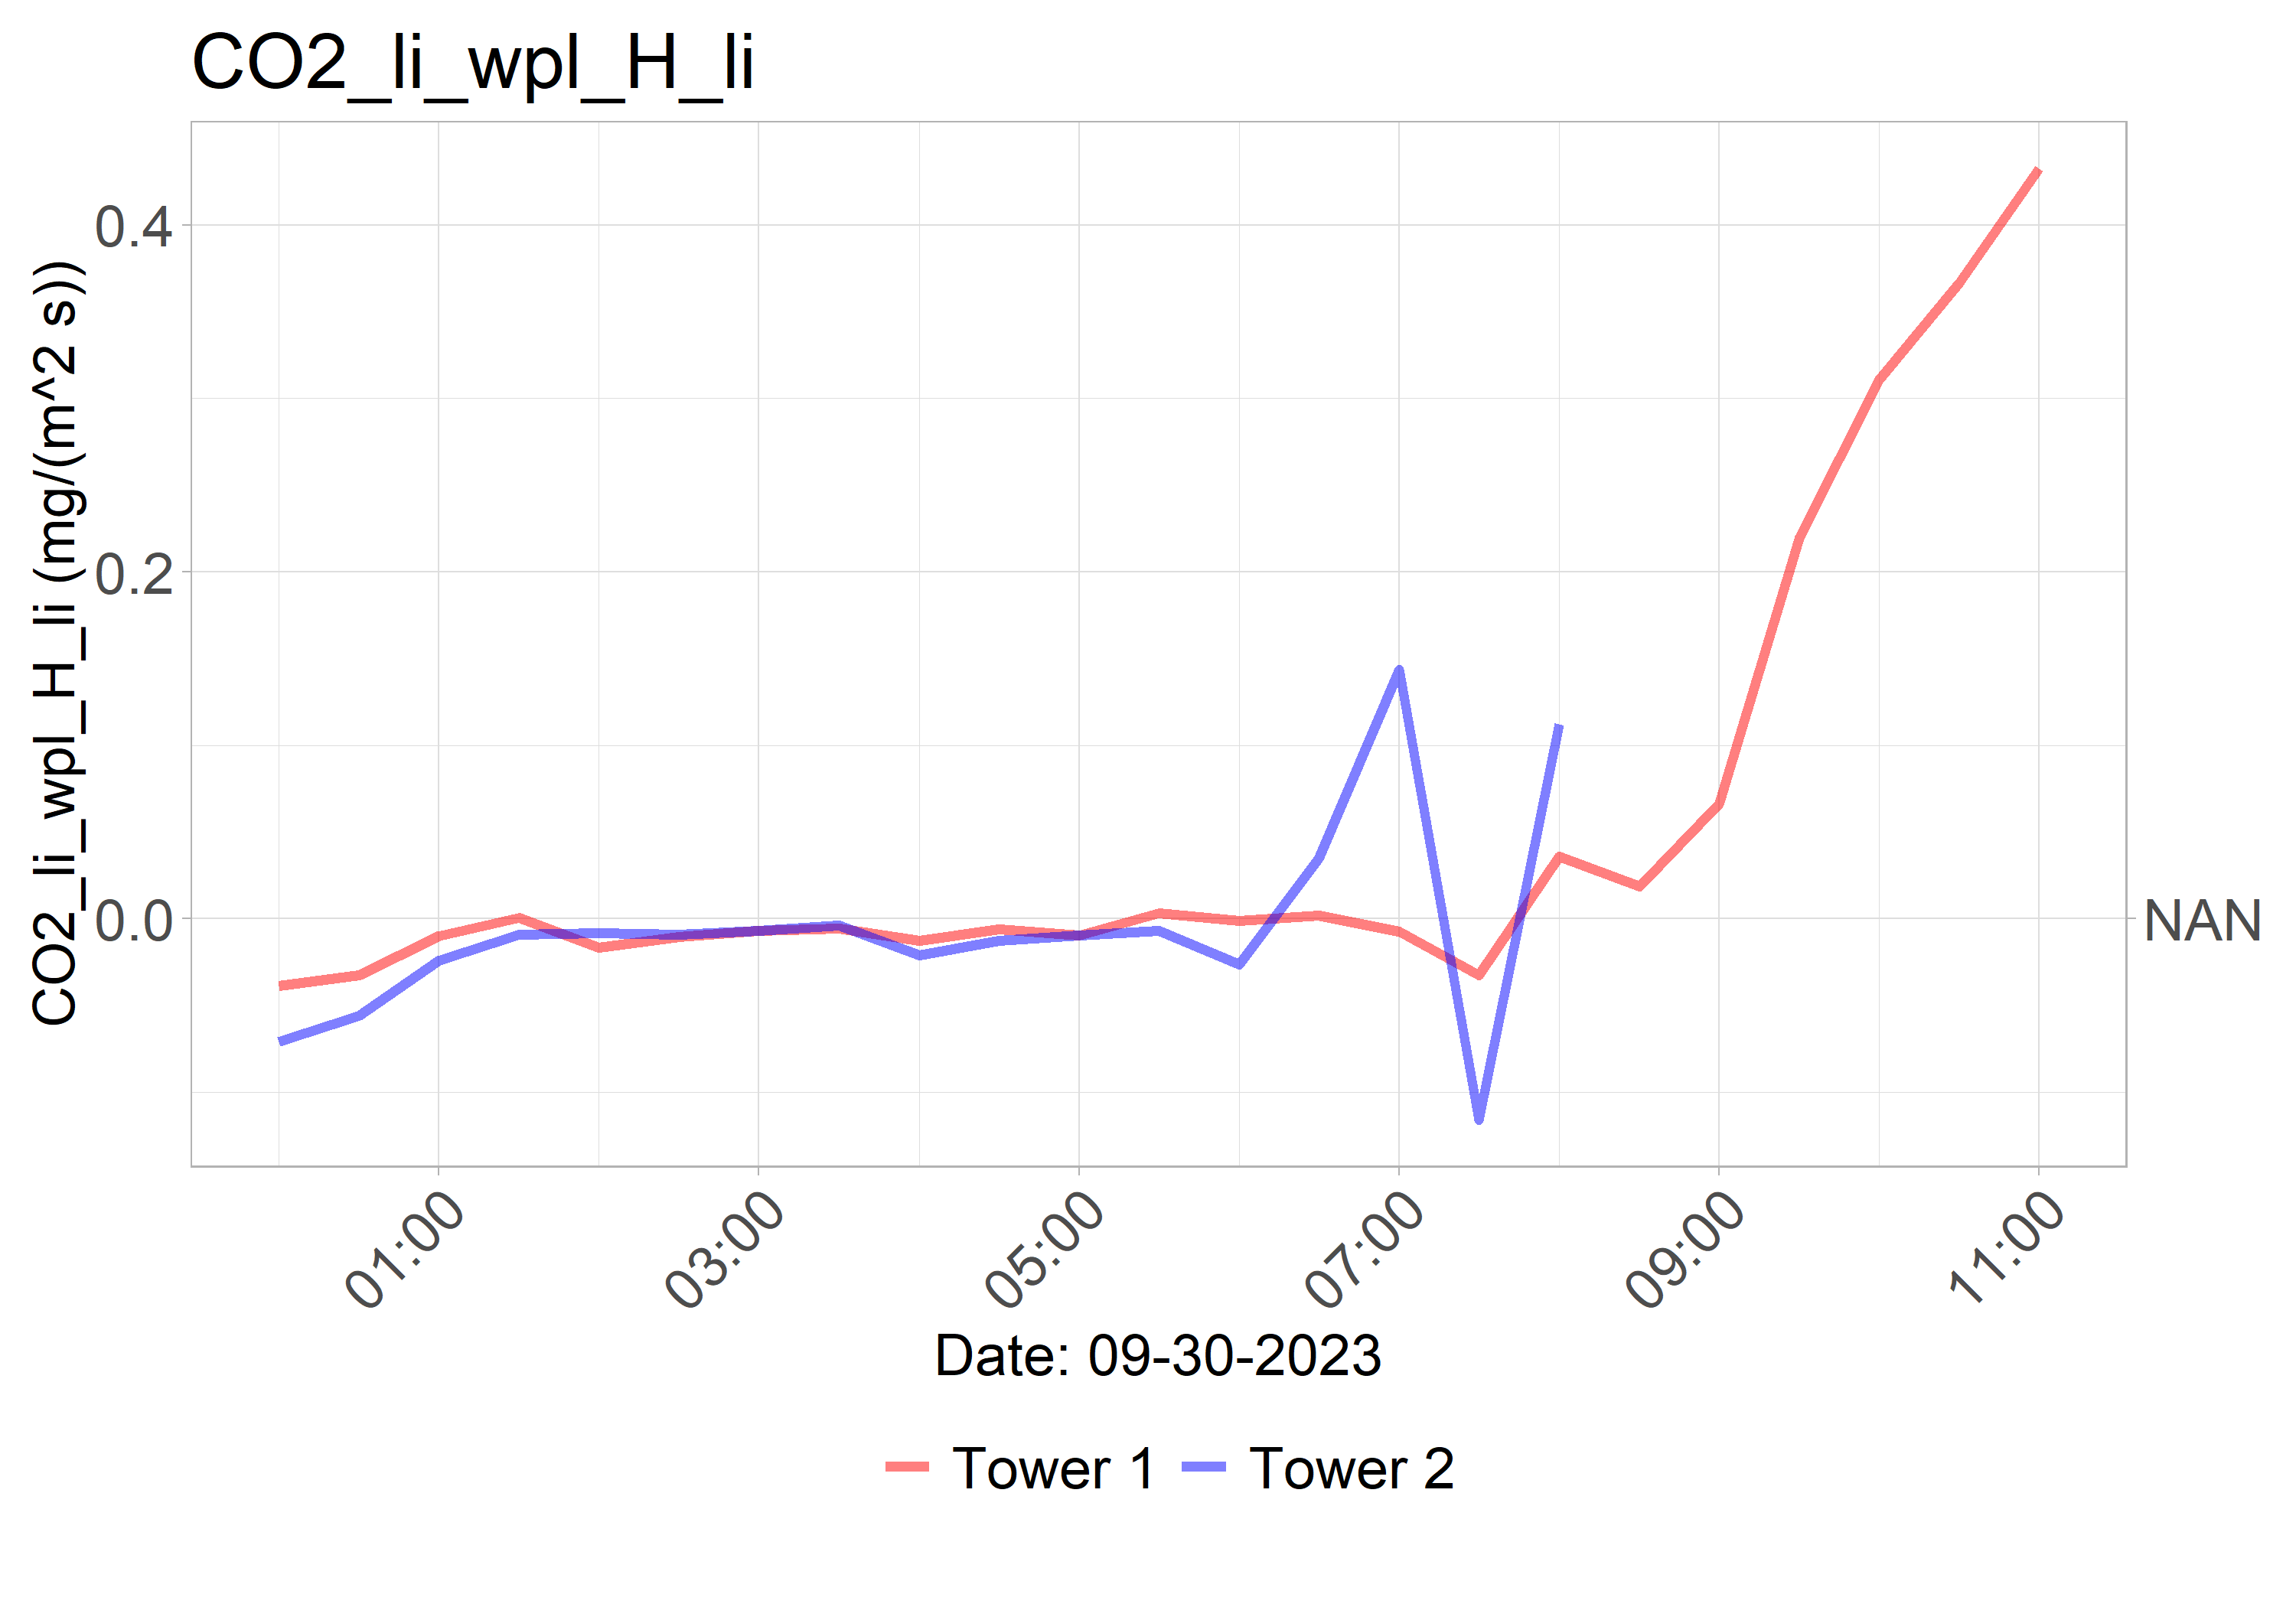 CO2_li_wpl_H_li
CO2_li_wpl_H_li (mg/(m^2 s))
0.4
0.2
0.0
NAN
01:00
03:00
05:00
07:00
09:00
11:00
Date: 09-30-2023
Tower 1
Tower 2